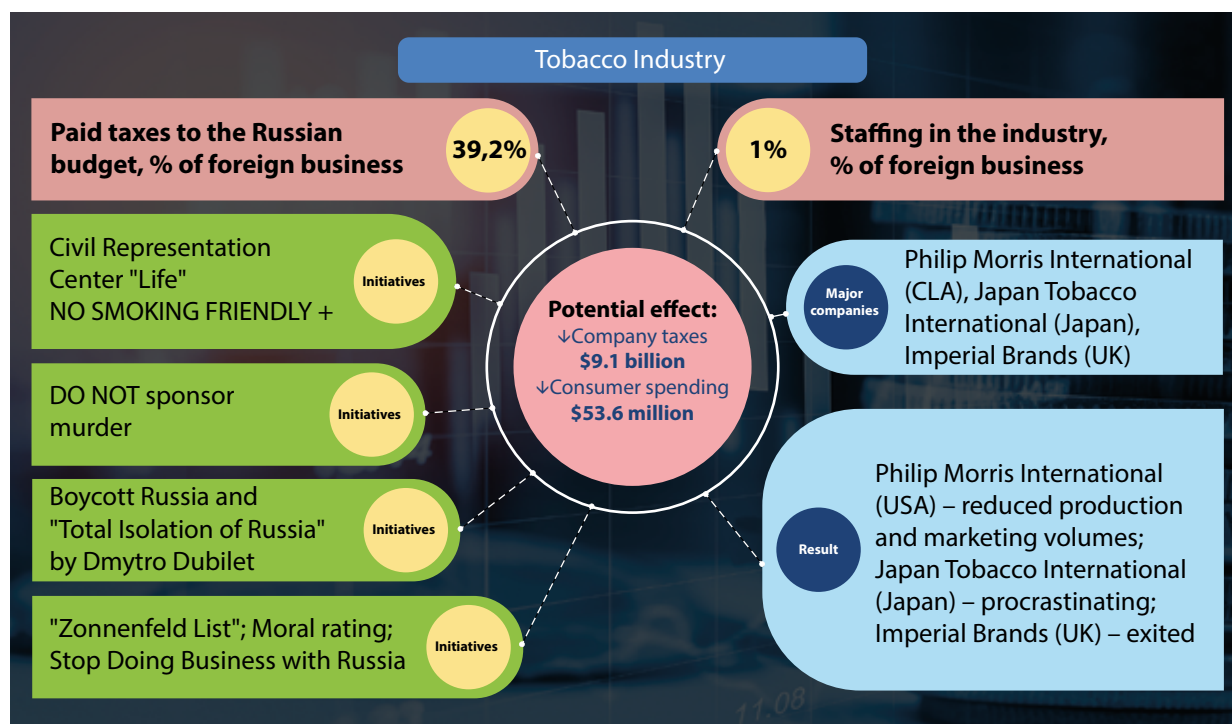 Tobacco Industry
Paid taxes to the Russian
budget, % of foreign business
39,2%
1%
Staffing in the industry,
% of foreign business
Civil Representation
Center "Life"
NO SMOKING FRIENDLY +
Initiatives
DO NOT sponsor
murder
Initiatives
Boycott Russia and
"Total Isolation of Russia"
by Dmytro Dubilet
Initiatives
"Zonnenfeld List"; Moral rating;
Stop Doing Business with Russia
Initiatives
Potential effect:
↓Company taxes
$9.1 billion
↓Consumer spending
$53.6 million
Major
companies
Philip Morris International
(CLA), Japan Tobacco
International (Japan),
Imperial Brands (UK)
Result
Philip Morris International
(USA) – reduced production
and marketing volumes;
Japan Tobacco International
(Japan) – procrastinating;
Imperial Brands (UK) – exited
11.08